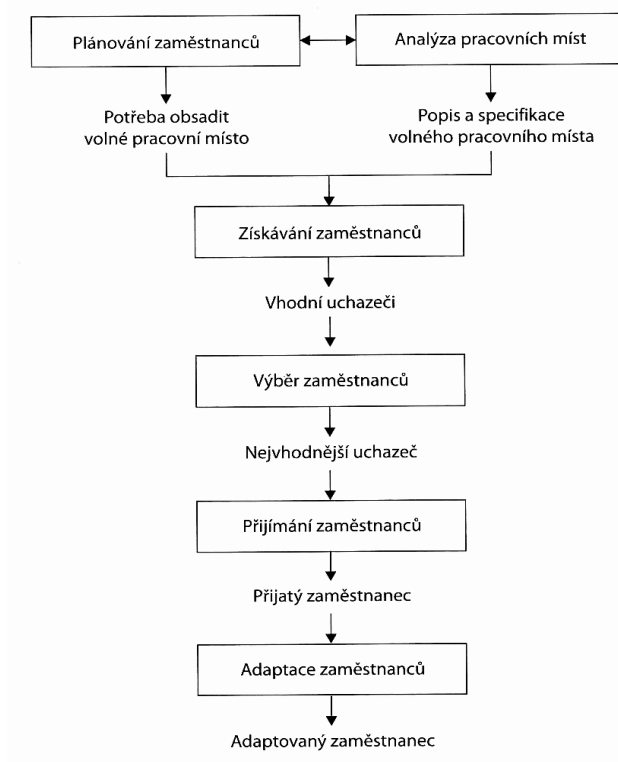 Plánování zaměstnanců
Analýza pracovních míst
Potřeba obsadit
volné pracovní místo
Popis a specifikace
volného pracovního místa
Získávání zaměstnanců
Vhodní uchazeči
Výběr zaměstnanců
Nejvhodnější uchazeč
Přijímání zaměstnanců
Přijatý zaměstnanec
Adaptace zaměstnanců
Adaptovaný zaměstnanec